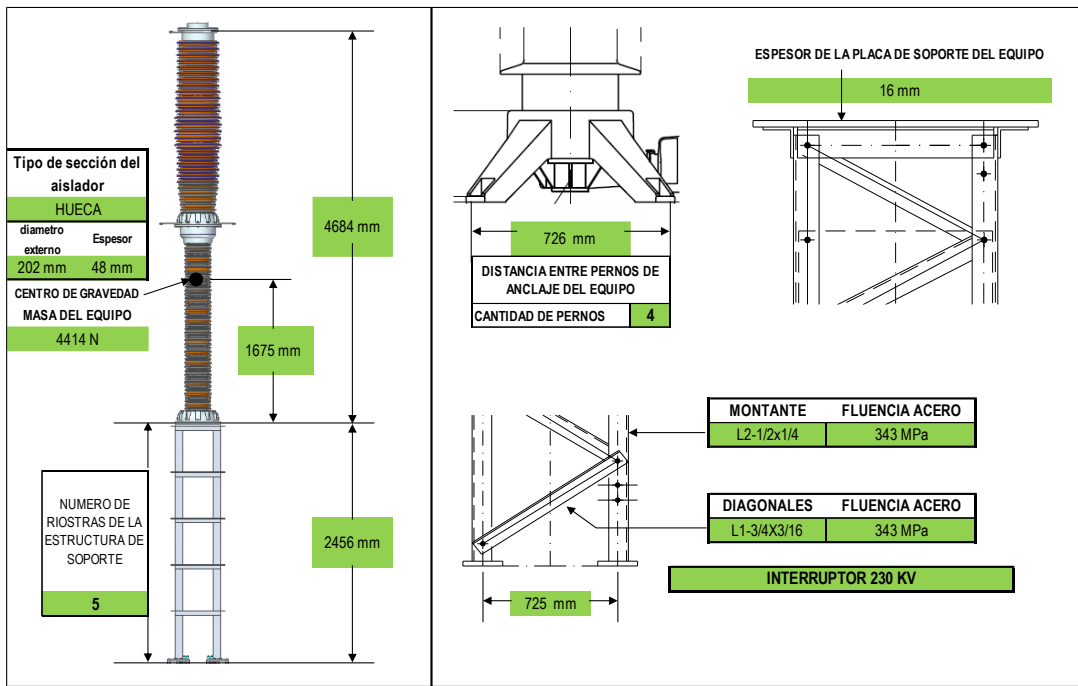 Tipo de sección del
aislador
HUECA
diametro
externo
Espesor
202 mm
48 mm
CENTRO DE GRAVEDAD
MASA DEL EQUIPO
4414 N
4684 mm
1675 mm
NUMERO DE
RIOSTRAS DE LA
ESTRUCTURA DE
SOPORTE
5
2456 mm
726 mm
DISTANCIA ENTRE PERNOS DE
ANCLAJE DEL EQUIPO
CANTIDAD DE PERNOS 4
ESPESOR DE LA PLACA DE SOPORTE DEL EQUIPO
16 mm
MONTANTE FLUENCIA ACERO
L2-1/2x1/4 343 MPa
DIAGONALES FLUENCIA ACERO
L1-3/4X3/16 343 MPa
INTERRUPTOR 230 KV
725 mm